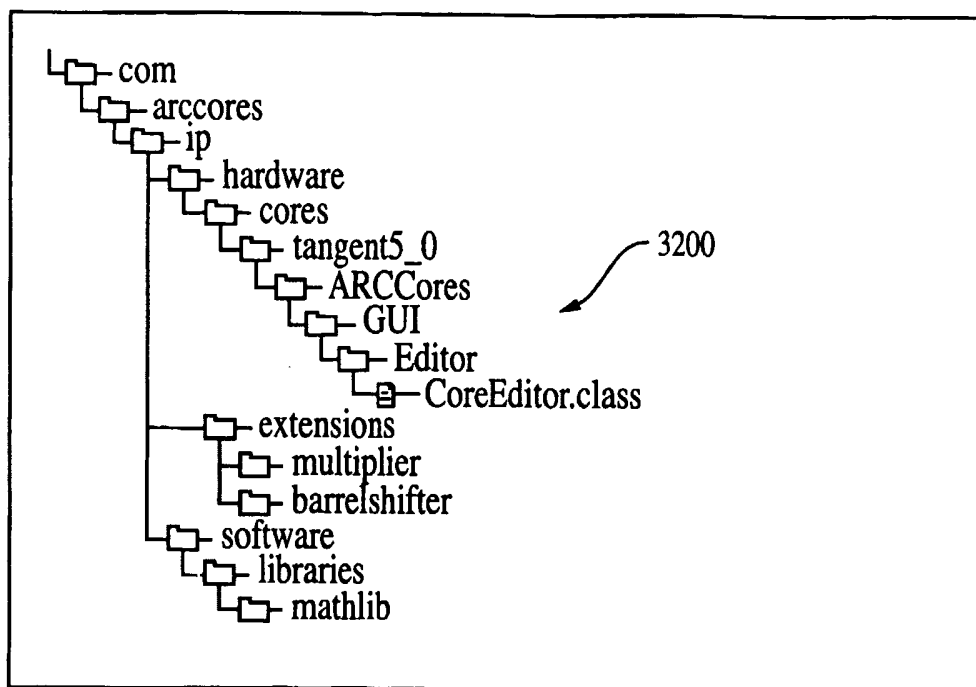 com
arccores
ip
hardware
cores
tangent5_0
3200
ARCCores
GUI
Editor
CoreEditor.class
extensions
multiplier
barrelshifter
software
libraries
mathlib